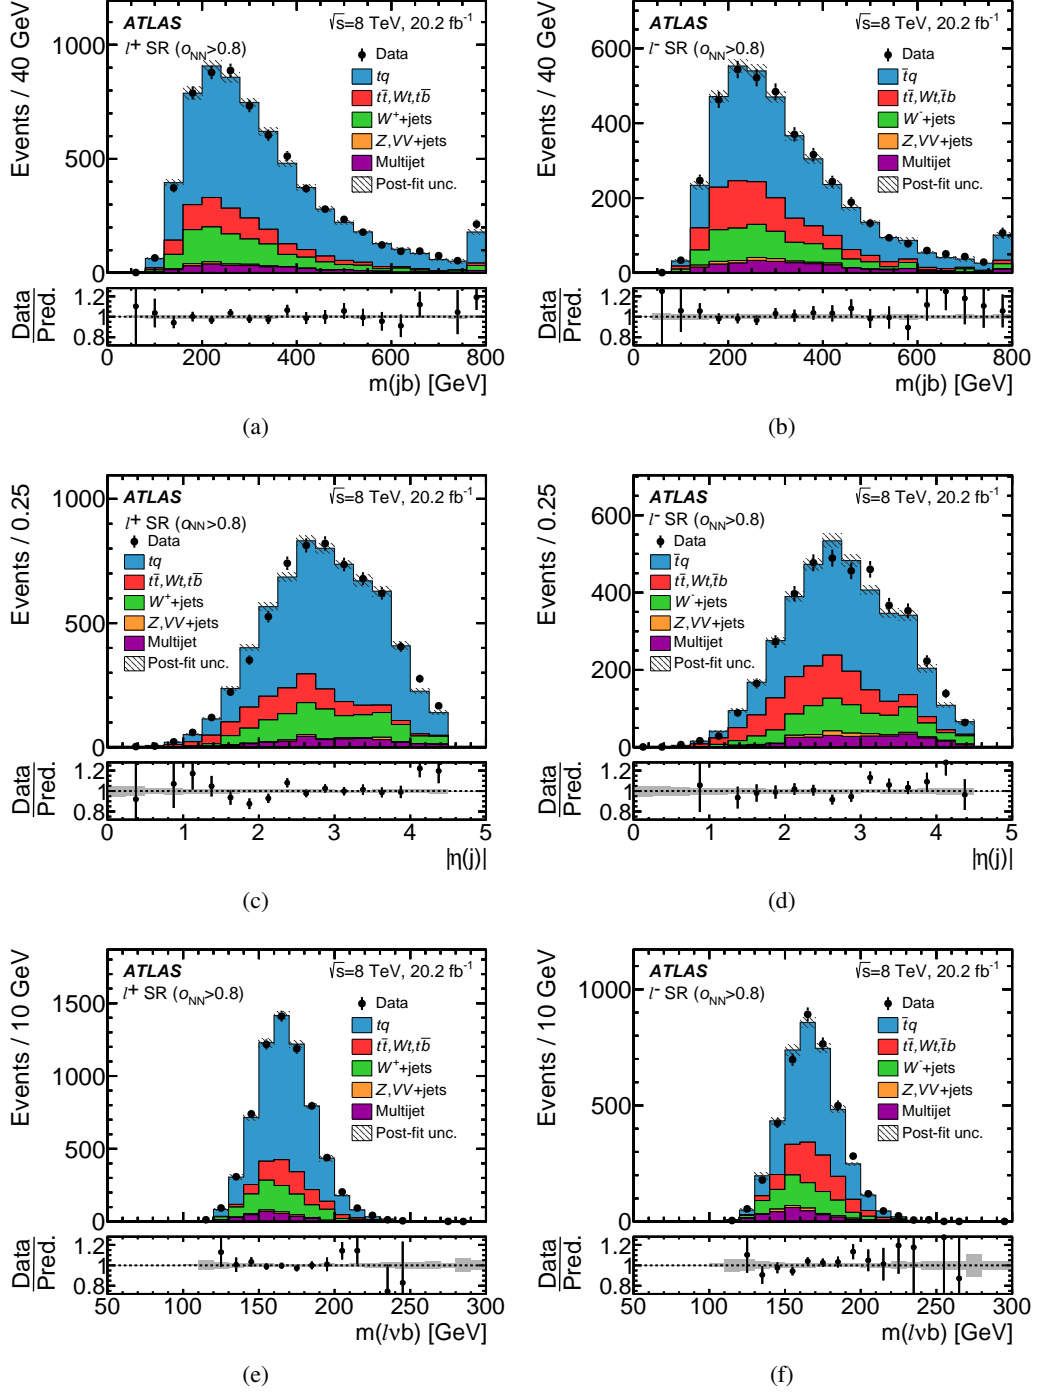 ATLAS
√s=8 TeV, 20.2 fb⁻¹
l⁺ SR (o_NN>0.8)
Data
tq
tt̄,Wt,tb̄
W⁺+jets
Z,VV+jets
Multijet
Post-fit unc.
Events / 40 GeV
1000
500
0
Data
Pred.
1.2
1
0.8
0 200 400 600 800
m(jb) [GeV]
(a)
ATLAS
√s=8 TeV, 20.2 fb⁻¹
l⁻ SR (o_NN>0.8)
Data
t̄q
tt̄,Wt,t̄b
W⁻+jets
Z,VV+jets
Multijet
Post-fit unc.
Events / 40 GeV
600
400
200
0
Data
Pred.
1.2
1
0.8
0 200 400 600 800
m(jb) [GeV]
(b)
ATLAS
√s=8 TeV, 20.2 fb⁻¹
l⁺ SR (o_NN>0.8)
Data
tq
tt̄,Wt,tb̄
W⁺+jets
Z,VV+jets
Multijet
Post-fit unc.
Events / 0.25
1000
500
0
Data
Pred.
1.2
1
0.8
0 1 2 3 4 5
|η(j)|
(c)
ATLAS
√s=8 TeV, 20.2 fb⁻¹
l⁻ SR (o_NN>0.8)
Data
t̄q
tt̄,Wt,t̄b
W⁻+jets
Z,VV+jets
Multijet
Post-fit unc.
Events / 0.25
600
400
200
0
Data
Pred.
1.2
1
0.8
0 1 2 3 4 5
|η(j)|
(d)
ATLAS
√s=8 TeV, 20.2 fb⁻¹
l⁺ SR (o_NN>0.8)
Data
tq
tt̄,Wt,tb̄
W⁺+jets
Z,VV+jets
Multijet
Post-fit unc.
Events / 10 GeV
1500
1000
500
0
Data
Pred.
1.2
1
0.8
50 100 150 200 250 300
m(lνb) [GeV]
(e)
ATLAS
√s=8 TeV, 20.2 fb⁻¹
l⁻ SR (o_NN>0.8)
Data
t̄q
tt̄,Wt,t̄b
W⁻+jets
Z,VV+jets
Multijet
Post-fit unc.
Events / 10 GeV
1000
500
0
Data
Pred.
1.2
1
0.8
50 100 150 200 250 300
m(lνb) [GeV]
(f)